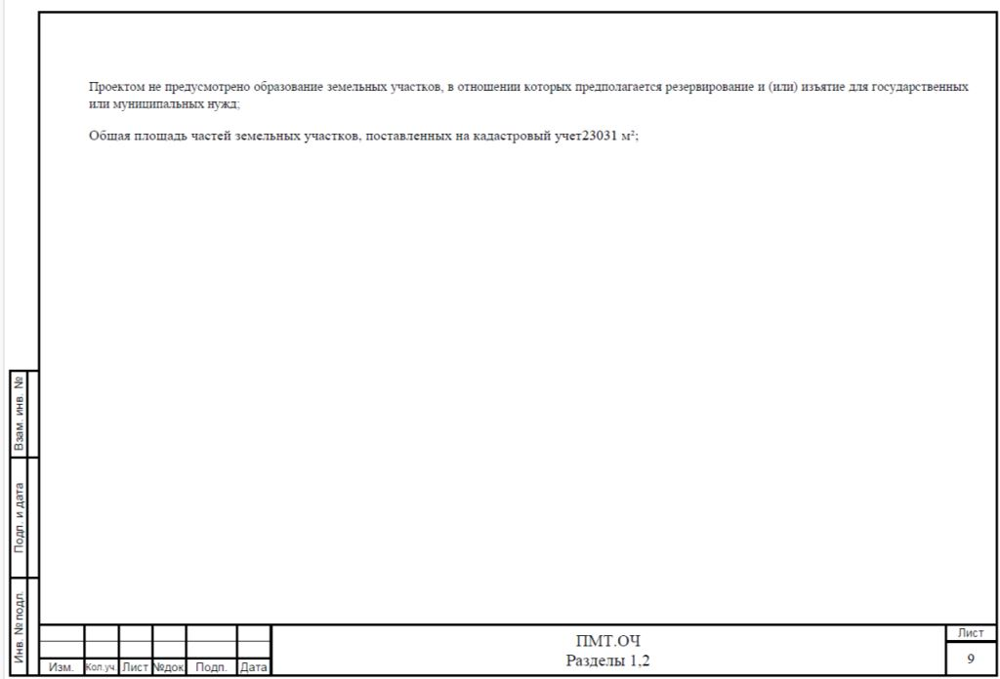 Проектом не предусмотрено образование земельных участков, в отношении которых предполагается резервирование и (или) изъятие для государственных
или муниципальных нужд;
Общая площадь частей земельных участков, поставленных на кадастровый учет23031 м²;
Взам. инв. №
Подп. и дата
Инв. № подл.
Изм. Кол.уч. Лист №док Подп. Дата
ПМТ.ОЧ
Разделы 1,2
Лист
9